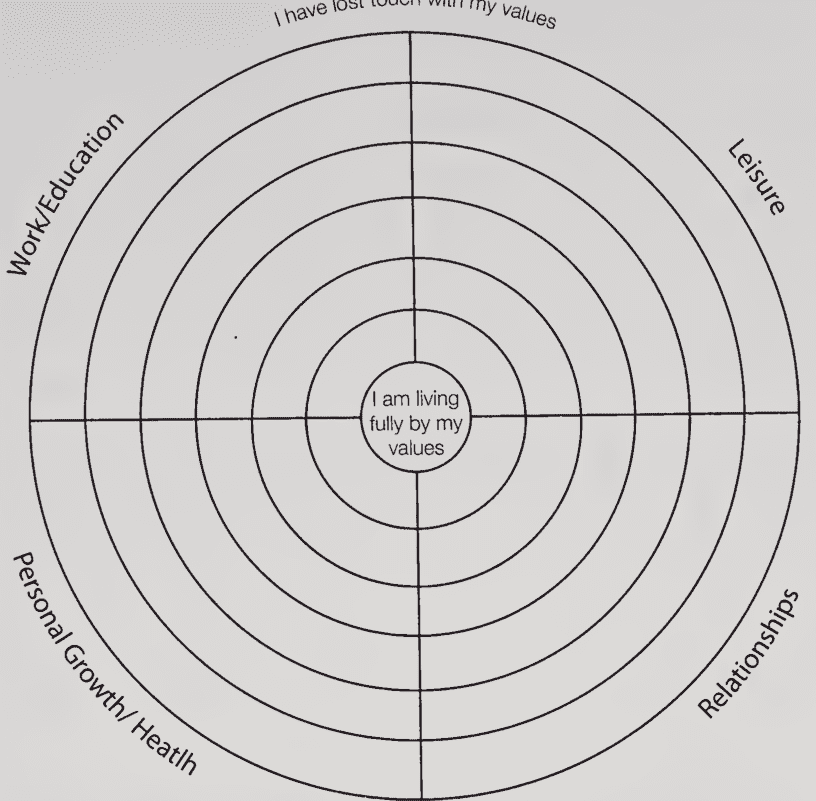 I have lost touch with my values
Work/Education
Leisure
I am living
fully by my
values
Personal Growth/ Heatlh
Relationships